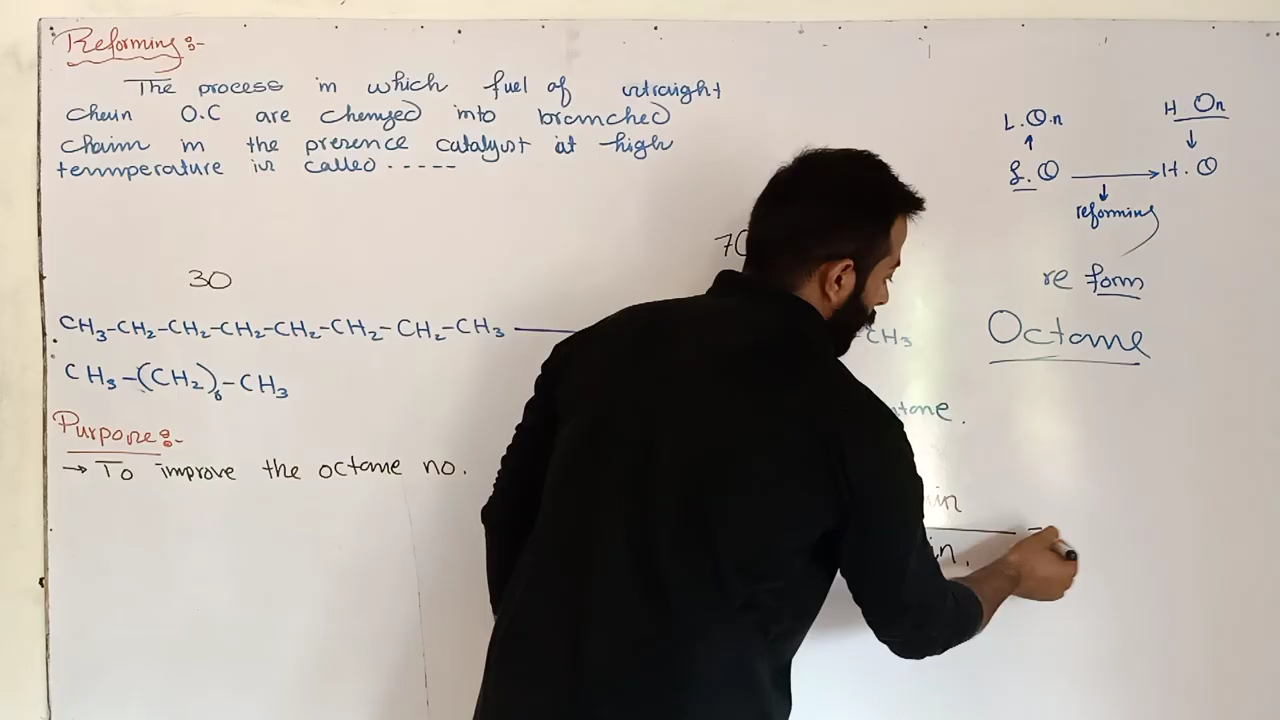 Reforming :-
The process in which fuel of straight
chain O.C are changed into branched
chain in the presence catalyst at high
temperature is called -----
L.O.n
H On
L.O → H.O
reforming
re form
Octane
30
70
CH3-CH2-CH2-CH2-CH2-CH2-CH2-CH3
CH3
CH3-(CH2)6-CH3
Purpose:-
→ To improve the octane no.